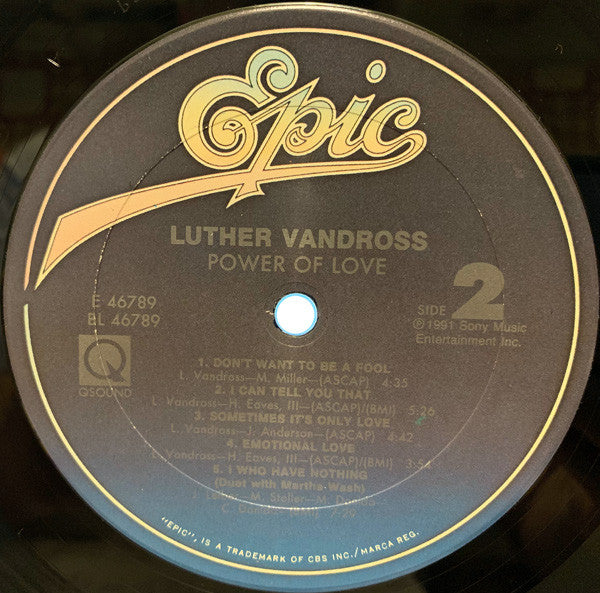 Epic
LUTHER VANDROSS
POWER OF LOVE
E 46789
BL 46789
SIDE 2
℗1991 Sony Music
Entertainment Inc.
Q
QSOUND
1. DON'T WANT TO BE A FOOL
L. Vandross—M. Miller—(ASCAP) 4:35
2. I CAN TELL YOU THAT
L. Vandross—H. Eaves, III—(ASCAP)/(BMI) 5:26
3. SOMETIMES IT'S ONLY LOVE
L. Vandross—J. Anderson—(ASCAP) 4:42
4. EMOTIONAL LOVE
L. Vandross—H. Eaves, III—(ASCAP)/(BMI) 3:54
5. I WHO HAVE NOTHING
(Duet with Martha Wash)
M. Stoller—M.
C.
"EPIC", IS A TRADEMARK OF CBS INC./MARCA REG.